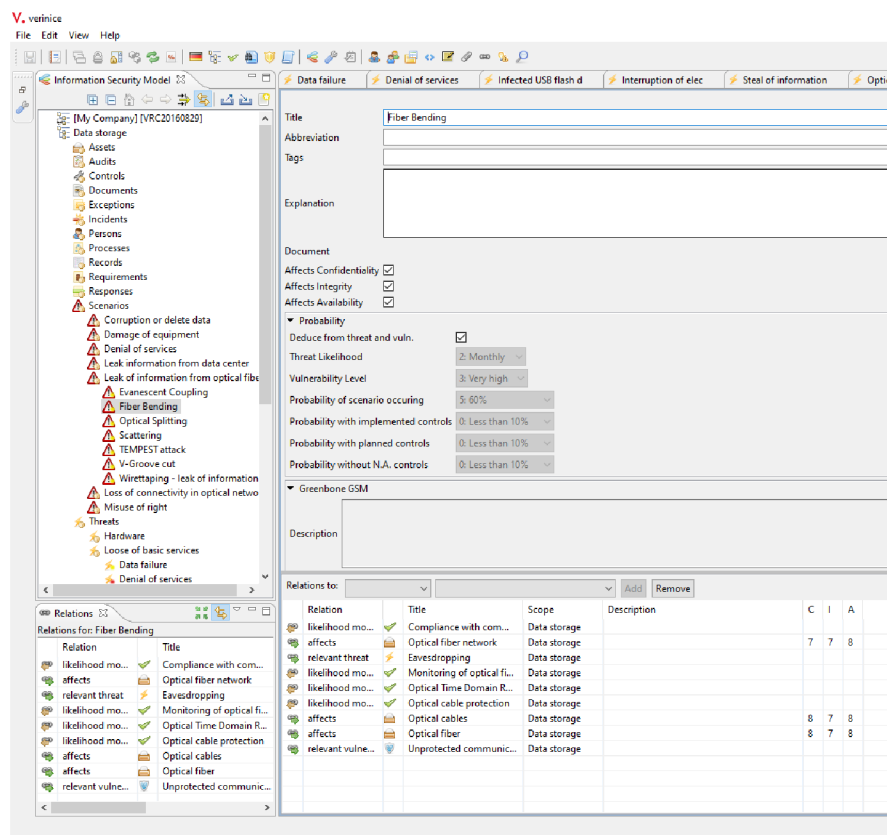 V. verinice
File Edit View Help
Information Security Model
[My Company] [VRC20160829]
Data storage
Assets
Audits
Controls
Documents
Exceptions
Incidents
Persons
Processes
Records
Requirements
Responses
Scenarios
Corruption or delete data
Damage of equipment
Denial of services
Leak information from data center
Leak of information from optical fibe
Evanescent Coupling
Fiber Bending
Optical Splitting
Scattering
TEMPEST attack
V-Groove cut
Wirettaping - leak of information
Loss of connectivity in optical netwo
Misuse of right
Threats
Hardware
Loose of basic services
Data failure
Denial of services
Relations
Relations for: Fiber Bending
Relation Title
likelihood mo... Compliance with com...
affects Optical fiber network
relevant threat Eavesdropping
likelihood mo... Monitoring of optical fi...
likelihood mo... Optical Time Domain R...
likelihood mo... Optical cable protection
affects Optical cables
affects Optical fiber
relevant vulne... Unprotected communic...
Data failure Denial of services Infected USB flash d Interruption of elec Steal of information Opti
Title Fiber Bending
Abbreviation
Tags
Explanation
Document
Affects Confidentiality
Affects Integrity
Affects Availability
Probability
Deduce from threat and vuln.
Threat Likelihood 2: Monthly
Vulnerability Level 3: Very high
Probability of scenario occuring 5: 60%
Probability with implemented controls 0: Less than 10%
Probability with planned controls 0: Less than 10%
Probability without N.A. controls 0: Less than 10%
Greenbone GSM
Description
Relations to: Add Remove
Relation Title Scope Description C I A
likelihood mo... Compliance with com... Data storage
affects Optical fiber network Data storage 7 7 8
relevant threat Eavesdropping Data storage
likelihood mo... Monitoring of optical fi... Data storage
likelihood mo... Optical Time Domain R... Data storage
likelihood mo... Optical cable protection Data storage
affects Optical cables Data storage 8 7 8
affects Optical fiber Data storage 8 7 8
relevant vulne... Unprotected communic... Data storage